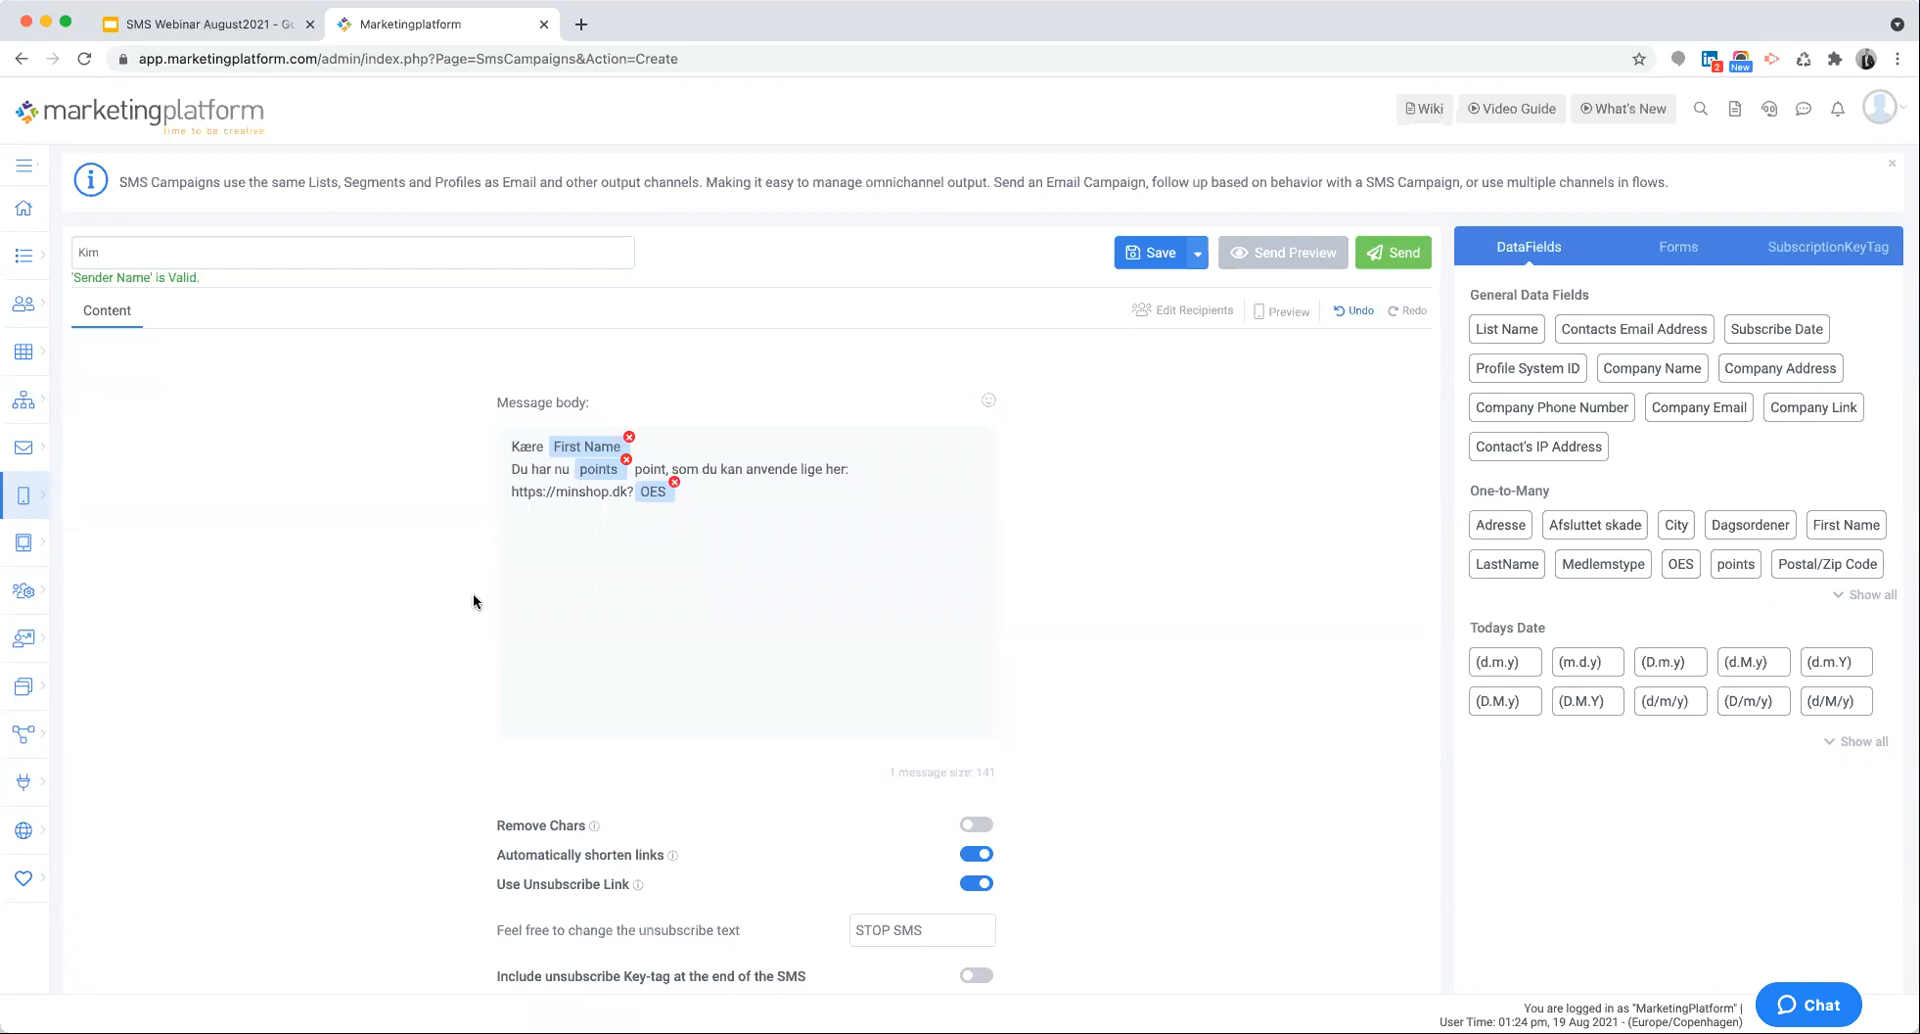 SMS Webinar August2021 - Go
Marketingplatform
app.marketingplatform.com/admin/index.php?Page=SmsCampaigns&Action=Create
2
New
marketingplatform
time to be creative
Wiki
Video Guide
What's New
SMS Campaigns use the same Lists, Segments and Profiles as Email and other output channels. Making it easy to manage omnichannel output. Send an Email Campaign, follow up based on behavior with a SMS Campaign, or use multiple channels in flows.
Kim
Save
Send Preview
Send
'Sender Name' is Valid.
Content
Edit Recipients
Preview
Undo
Redo
Message body:
Kære First Name
Du har nu points point, som du kan anvende lige her:
https://minshop.dk? OES
1 message size: 141
Remove Chars
Automatically shorten links
Use Unsubscribe Link
Feel free to change the unsubscribe text
STOP SMS
Include unsubscribe Key-tag at the end of the SMS
DataFields
Forms
SubscriptionKeyTag
General Data Fields
List Name
Contacts Email Address
Subscribe Date
Profile System ID
Company Name
Company Address
Company Phone Number
Company Email
Company Link
Contact's IP Address
One-to-Many
Adresse
Afsluttet skade
City
Dagsordener
First Name
LastName
Medlemstype
OES
points
Postal/Zip Code
Show all
Todays Date
(d.m.y)
(m.d.y)
(D.m.y)
(d.M.y)
(d.m.Y)
(D.M.y)
(D.M.Y)
(d/m/y)
(D/m/y)
(d/M/y)
Show all
You are logged in as "MarketingPlatform" |
User Time: 01:24 pm, 19 Aug 2021 - (Europe/Copenhagen)
Chat